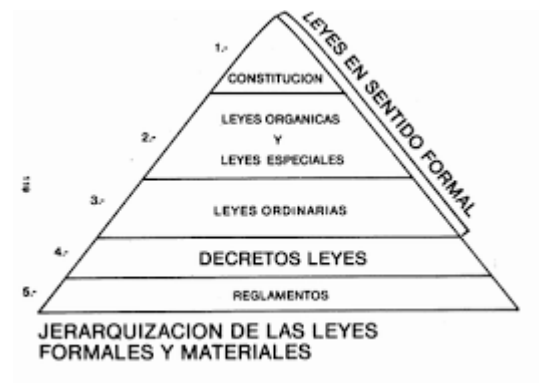 1.-
CONSTITUCION
LEYES EN SENTIDO FORMAL
2.-
LEYES ORGANICAS
Y
LEYES ESPECIALES
3.-
LEYES ORDINARIAS
4.-
DECRETOS LEYES
5.-
REGLAMENTOS
JERARQUIZACION DE LAS LEYES
FORMALES Y MATERIALES